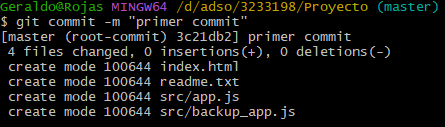 Geraldo@Rojas MINGW64 /d/adso/3233198/Proyecto (master)
$ git commit -m "primer commit"
[master (root-commit) 3c21db2] primer commit
 4 files changed, 0 insertions(+), 0 deletions(-)
 create mode 100644 index.html
 create mode 100644 readme.txt
 create mode 100644 src/app.js
 create mode 100644 src/backup_app.js